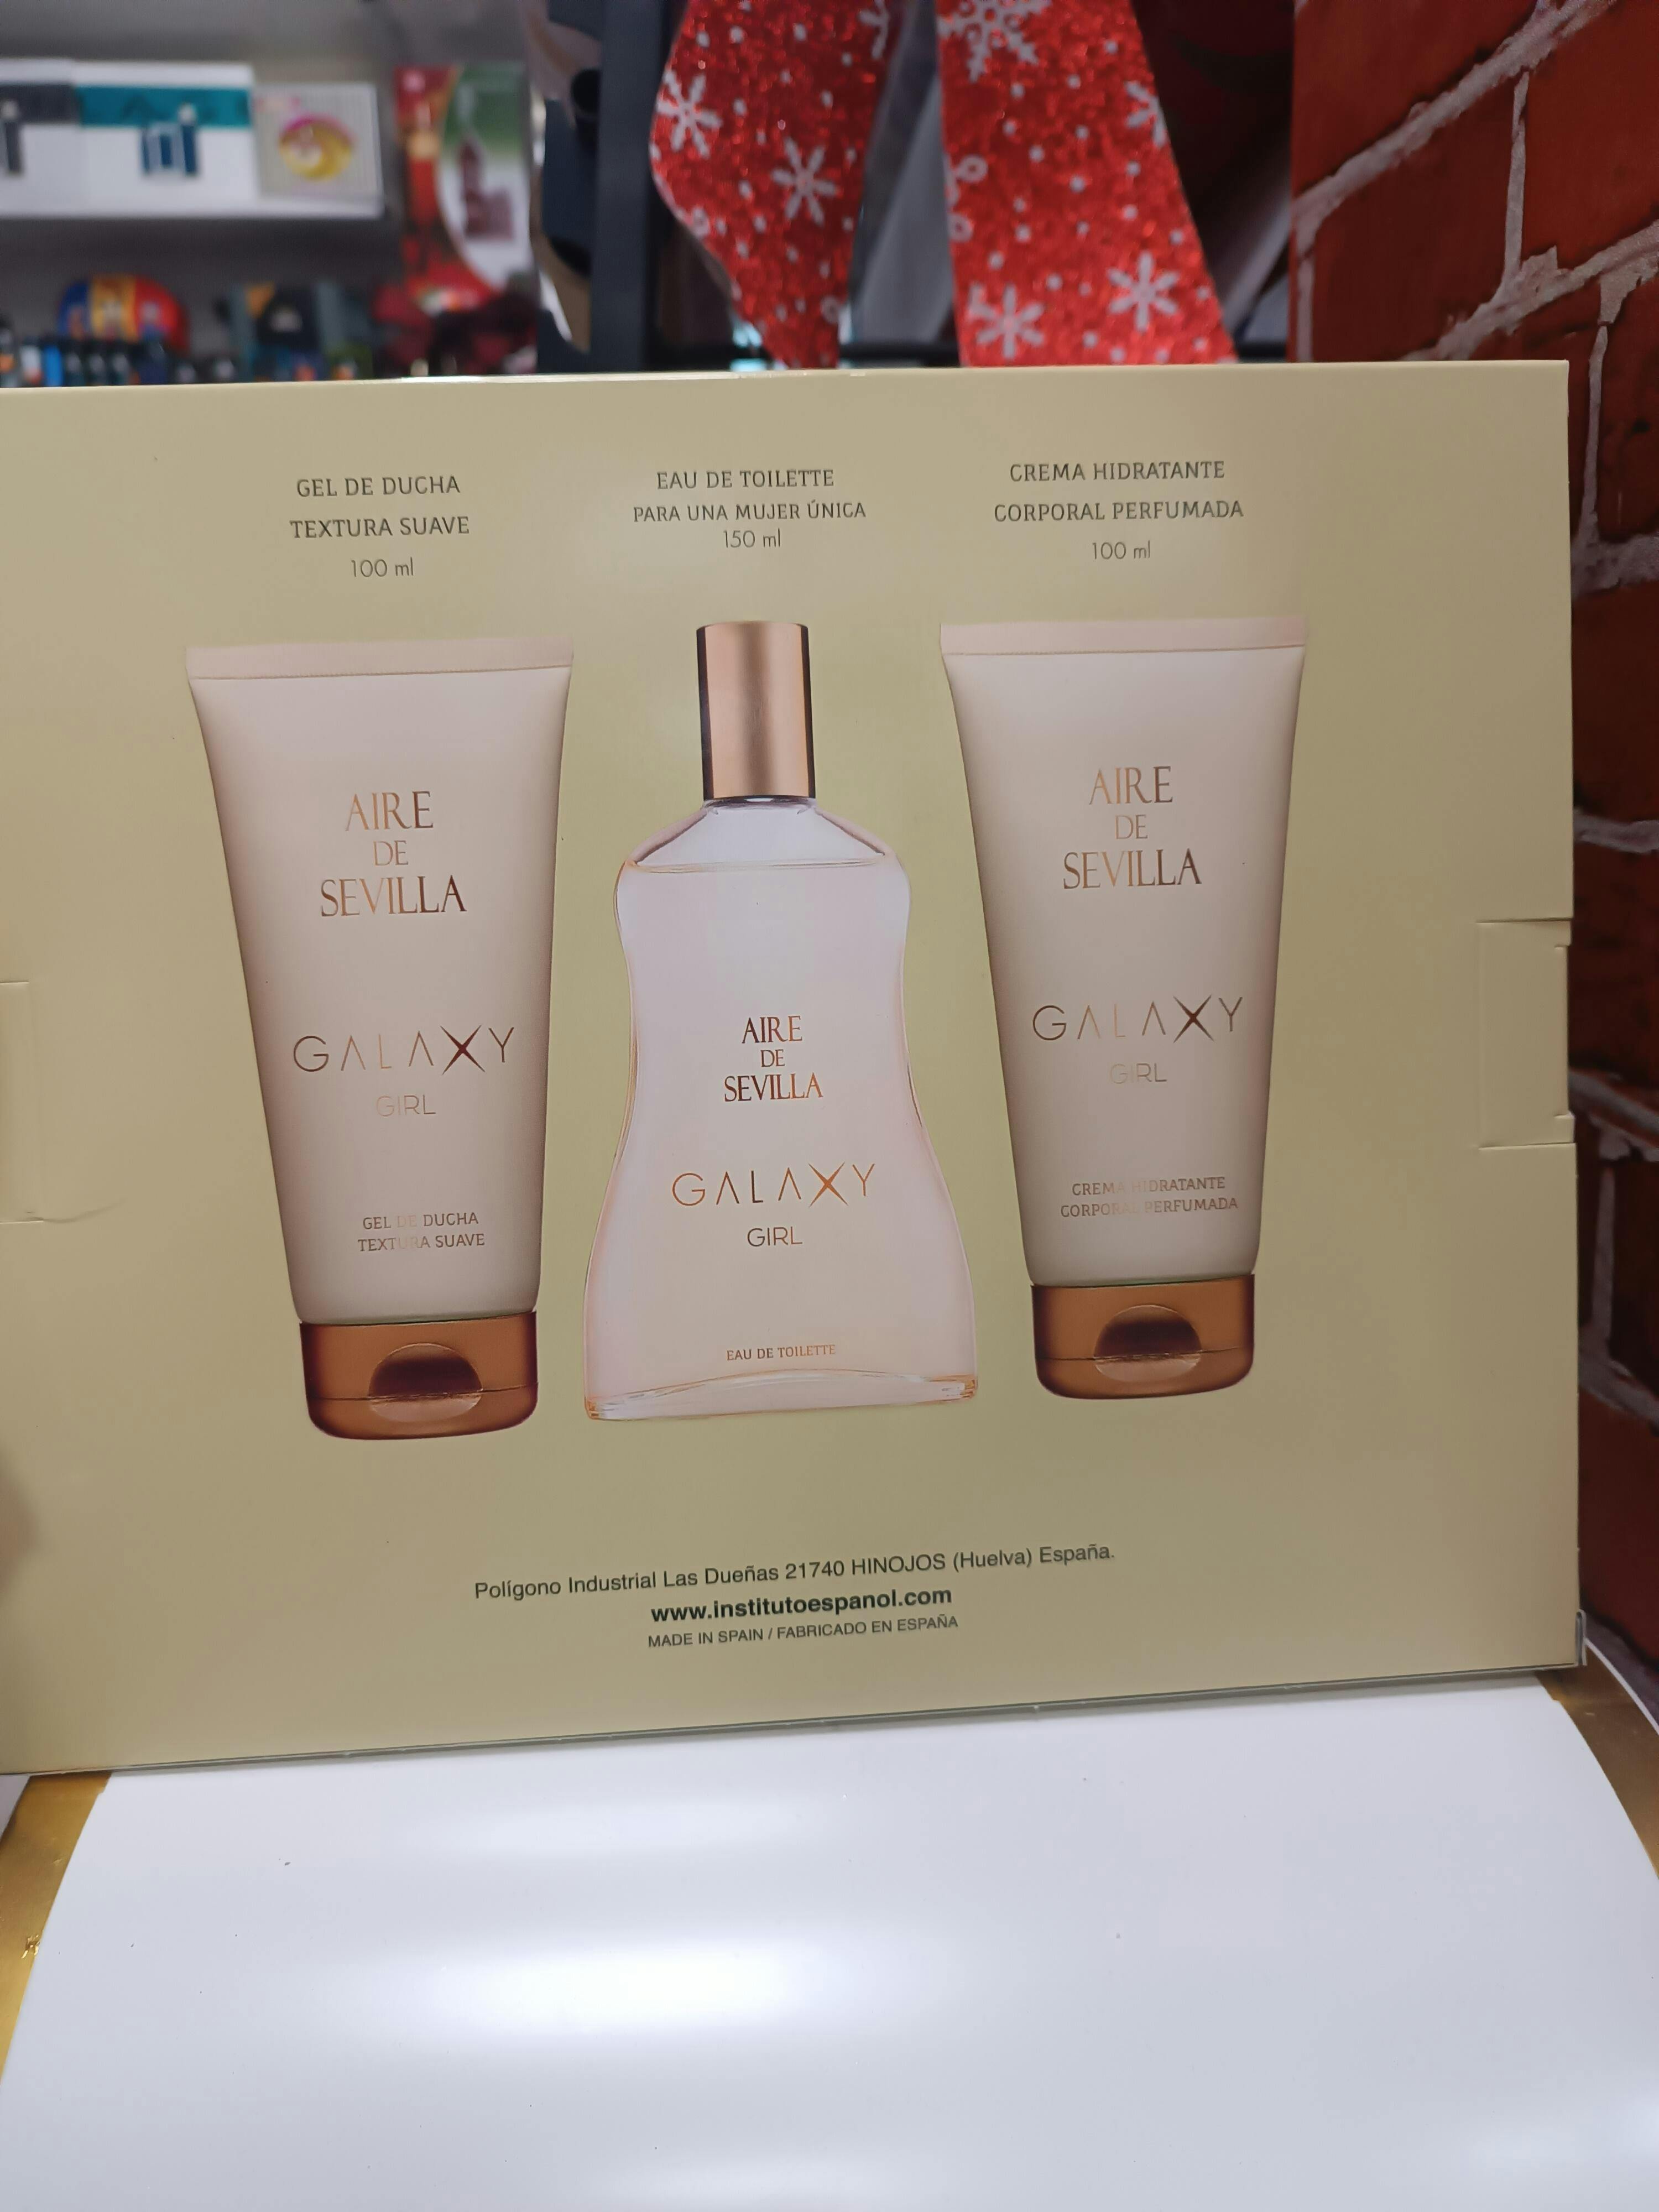 GEL DE DUCHA
TEXTURA SUAVE
100 ml
EAU DE TOILETTE
PARA UNA MUJER ÚNICA
150 ml
CREMA HIDRATANTE
CORPORAL PERFUMADA
100 ml
AIRE
DE
SEVILLA
GALAXY
GIRL
GEL DE DUCHA
TEXTURA SUAVE
AIRE
DE
SEVILLA
GALAXY
GIRL
EAU DE TOILETTE
AIRE
DE
SEVILLA
GALAXY
GIRL
CREMA HIDRATANTE
CORPORAL PERFUMADA
Polígono Industrial Las Dueñas 21740 HINOJOS (Huelva) España.
www.institutoespanol.com
MADE IN SPAIN / FABRICADO EN ESPAÑA